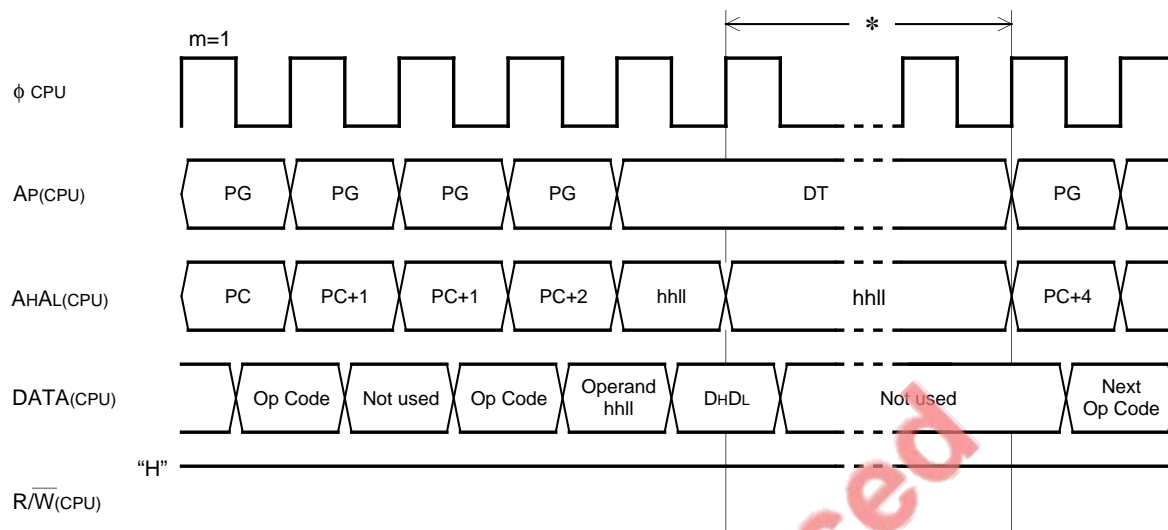 *
m=1
ϕ CPU
AP(CPU) PG PG PG PG DT PG
AHAL(CPU) PC PC+1 PC+1 PC+2 hhll hhll PC+4
DATA(CPU) Op Code Not used Op Code Operand hhll DHDL Not used Next Op Code
"H"
R/W(CPU)